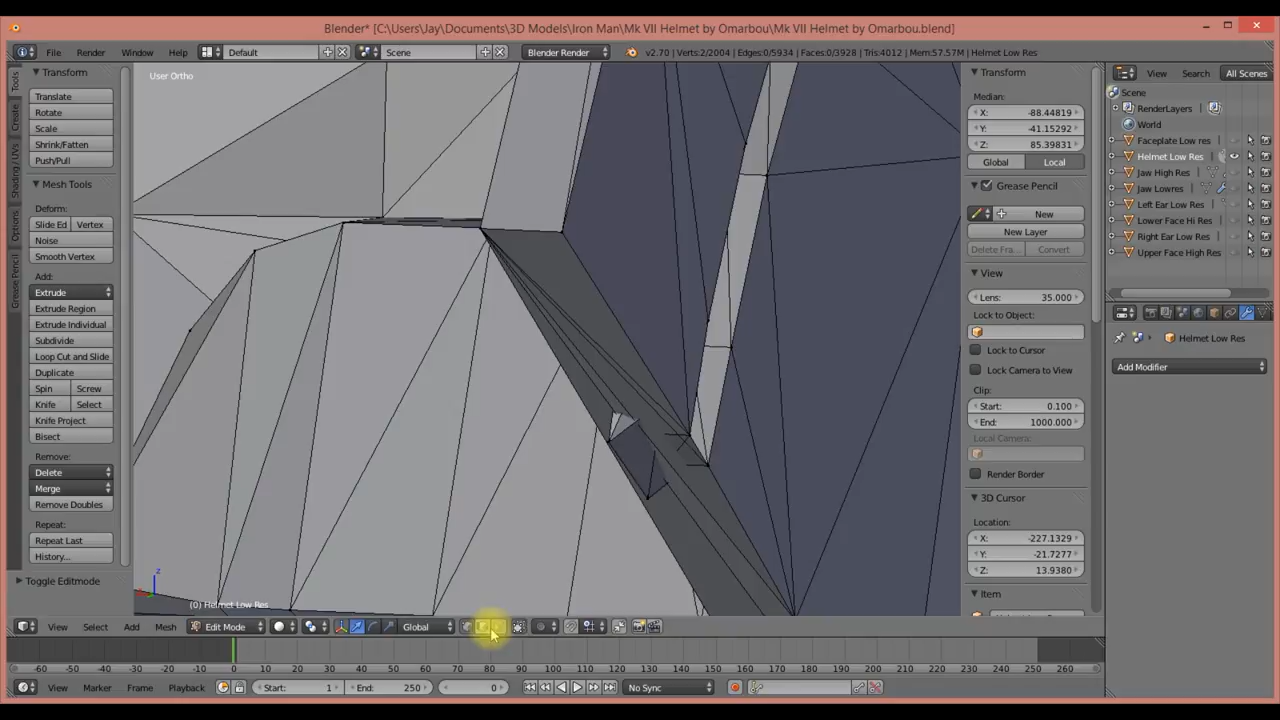 Blender* [C:\Users\Jay\Documents\3D Models\Iron Man\Mk VII Helmet by Omarbou\Mk VII Helmet by Omarbou.blend]
File Render Window Help Default Scene Blender Render v2.70 | Verts:2/2004 | Edges:0/5934 | Faces:0/3928 | Tris:4012 | Mem:57.57M | Helmet Low Res
Tools
Create
Shading / UVs
Options
Grease Pencil
Transform
Translate
Rotate
Scale
Shrink/Fatten
Push/Pull
Mesh Tools
Deform:
Slide Ed Vertex
Noise
Smooth Vertex
Add:
Extrude
Extrude Region
Extrude Individual
Subdivide
Loop Cut and Slide
Duplicate
Spin Screw
Knife Select
Knife Project
Bisect
Remove:
Delete
Merge
Remove Doubles
Repeat:
Repeat Last
History...
Toggle Editmode
User Ortho
z
(0) Helmet Low Res
Transform
Median:
X: -88.44819
Y: -41.15292
Z: 85.39831
Global Local
Grease Pencil
New
New Layer
Delete Fra... Convert
View
Lens: 35.000
Lock to Object:
Lock to Cursor
Lock Camera to View
Clip:
Start: 0.100
End: 1000.000
Local Camera:
Render Border
3D Cursor
Location:
X: -227.1329
Y: -21.7277
Z: 13.9380
Item
View Search All Scenes
Scene
RenderLayers
World
Faceplate Low res
Helmet Low Res
Jaw High Res
Jaw Lowres
Left Ear Low Res
Lower Face Hi Res
Right Ear Low Res
Upper Face High Res
Helmet Low Res
Add Modifier
View Select Add Mesh Edit Mode Global
-60 -40 -20 0 10 20 30 40 50 60 70 80 90 100 110 120 130 140 150 160 170 180 190 200 210 220 230 240 250 260
View Marker Frame Playback Start: 1 End: 250 0 No Sync